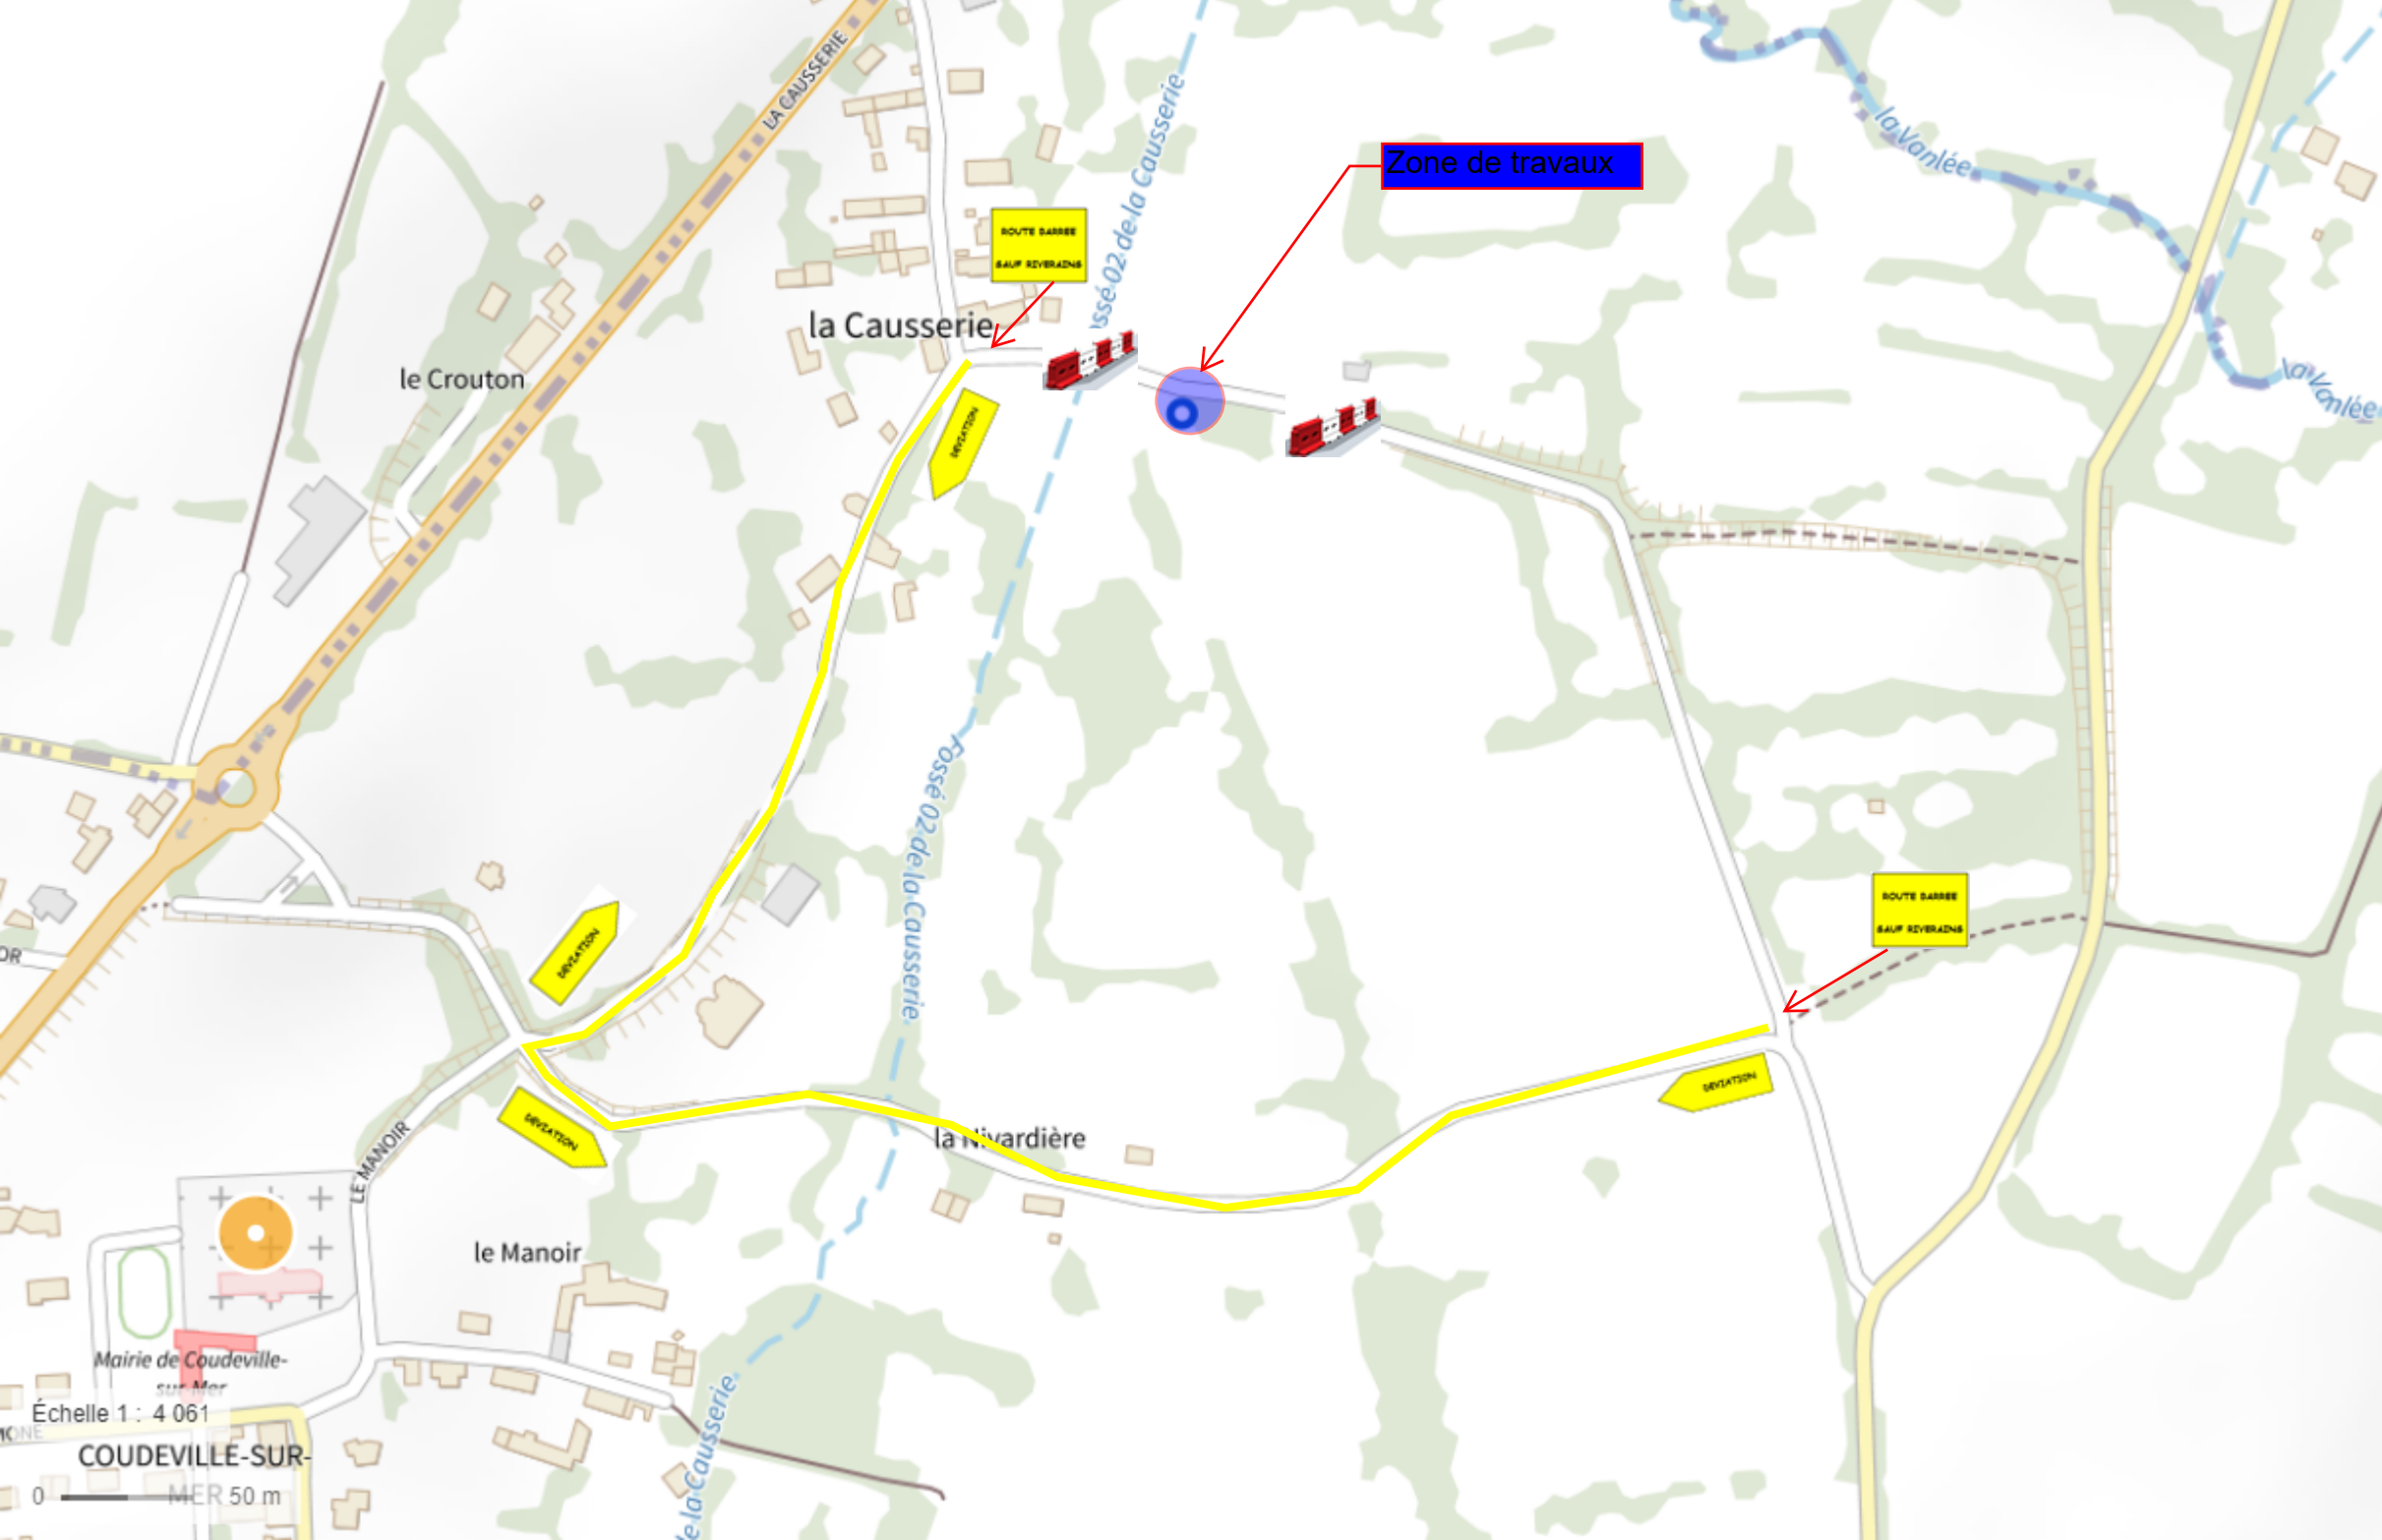 LA CAUSSERIE
la Vanlée
Zone de travaux
ssé 02 de la Causserie
ROUTE BARREE
SAUF RIVERAINS
la Causserie
le Crouton
la Vanlée
DEVIATION
Fossé 02 de la Causserie
ROUTE BARREE
SAUF RIVERAINS
OR
DEVIATION
DEVIATION
DEVIATION
la Nivardière
LE MANOIR
le Manoir
Mairie de Coudeville-
sur-Mer
Échelle 1 : 4 061
COUDEVILLE-SUR-
MER
0 50 m
de la Causserie